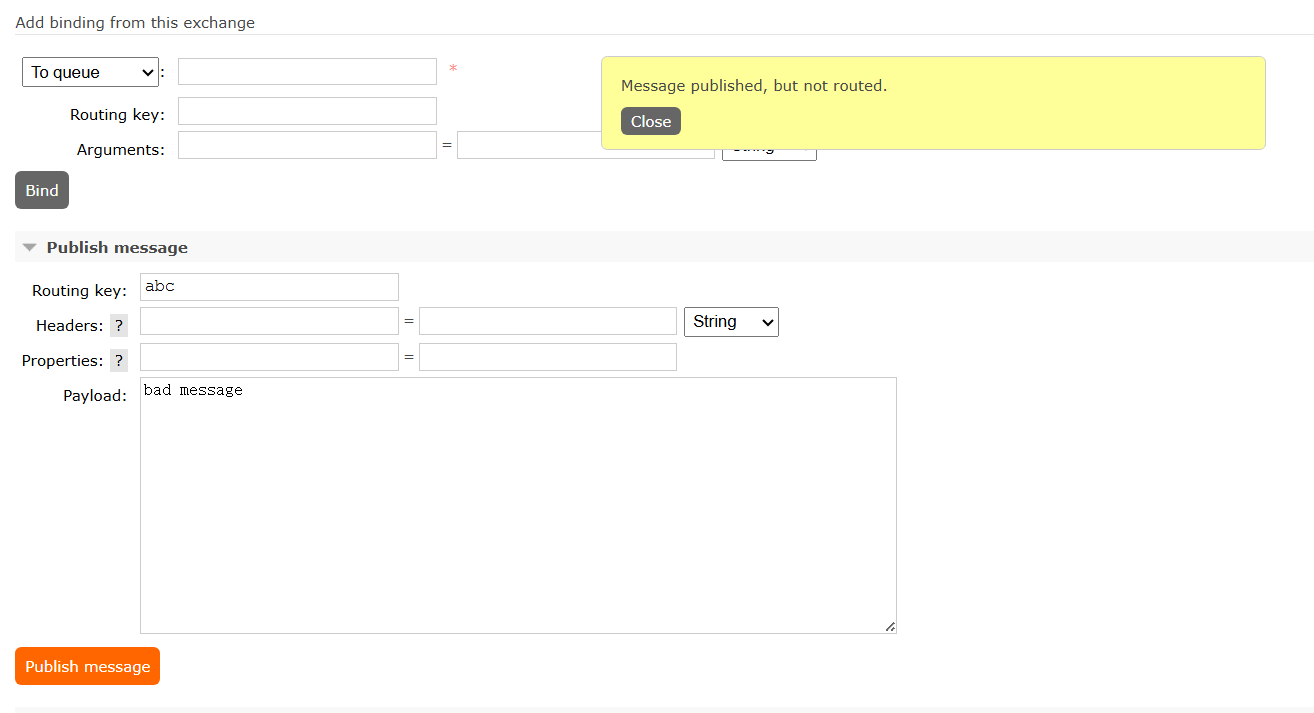 Add binding from this exchange
To queue : *
Message published, but not routed.
Close
Routing key:
Arguments: =
Bind
Publish message
Routing key: abc
Headers: ? = String
Properties: ? =
Payload: bad message
Publish message